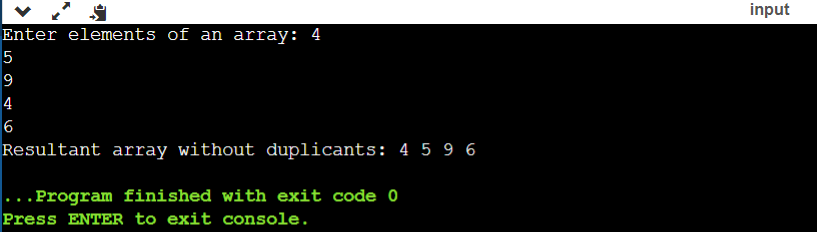 input
Enter elements of an array: 4
5
9
4
6
Resultant array without duplicants: 4 5 9 6
...Program finished with exit code 0
Press ENTER to exit console.